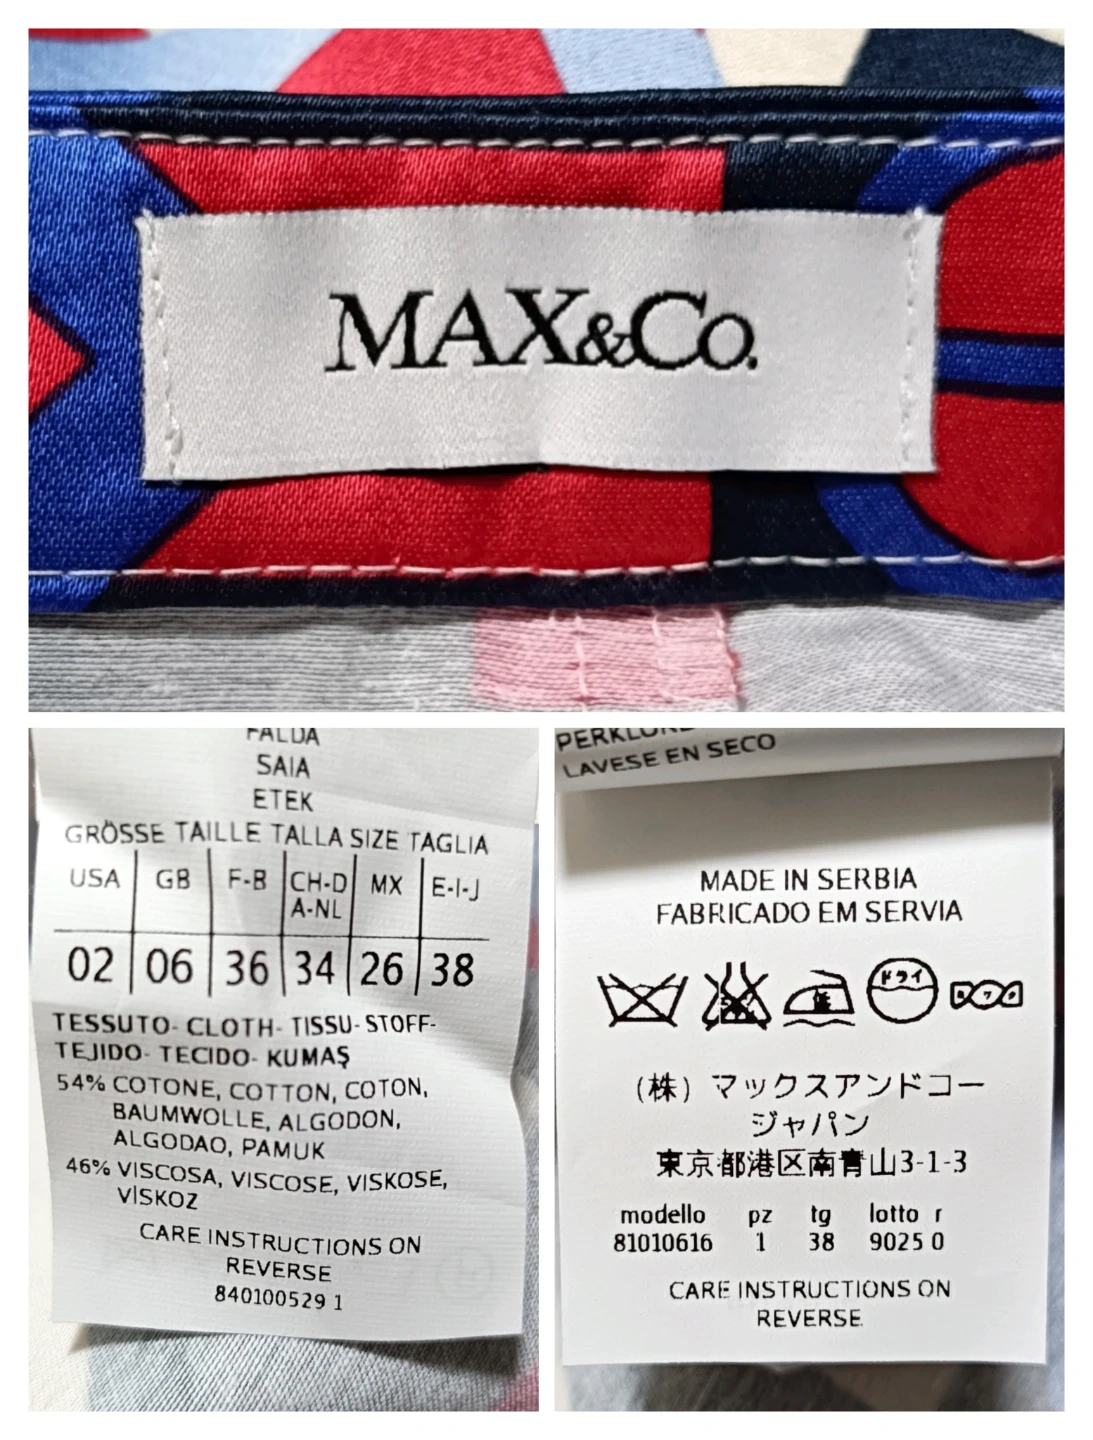 MAX&Co.
FALDA
SAIA
ETEK
GRÖSSE TAILLE TALLA SIZE TAGLIA
USA GB F-B CH-D A-NL MX E-I-J
02 06 36 34 26 38
TESSUTO- CLOTH- TISSU- STOFF-
TEJIDO- TECIDO- KUMAŞ
54% COTONE, COTTON, COTON,
BAUMWOLLE, ALGODON,
ALGODAO, PAMUK
46% VISCOSA, VISCOSE, VISKOSE,
VİSKOZ
CARE INSTRUCTIONS ON
REVERSE
840100529 1
LAVESE EN SECO
MADE IN SERBIA
FABRICADO EM SERVIA
低 ドライ
(株) マックスアンドコー
ジャパン
東京都港区南青山3-1-3
modello pz tg lotto r
81010616 1 38 9025 0
CARE INSTRUCTIONS ON
REVERSE